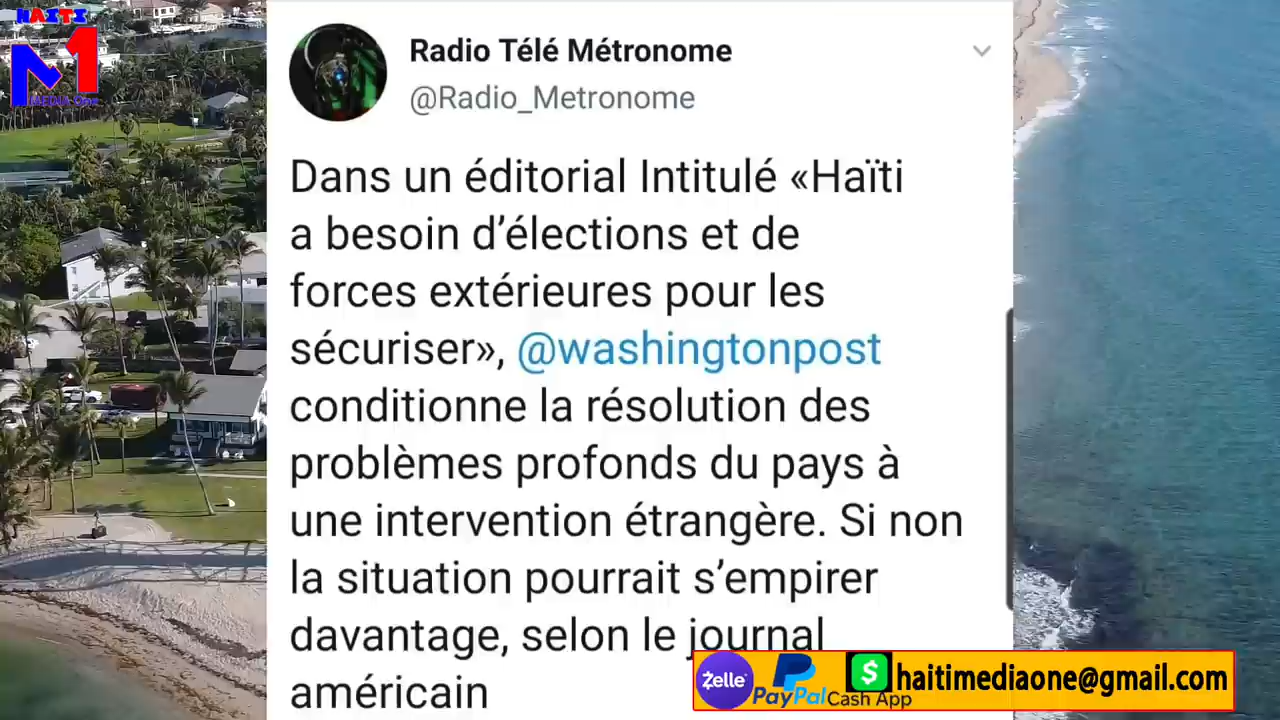 HAITI
M1
MEDIA One
Radio Télé Métronome
@Radio_Metronome
Dans un éditorial Intitulé «Haïti
a besoin d’élections et de
forces extérieures pour les
sécuriser», @washingtonpost
conditionne la résolution des
problèmes profonds du pays à
une intervention étrangère. Si non
la situation pourrait s’empirer
davantage, selon le journal
américain
Zelle
PayPal
$
Cash App
haitimediaone@gmail.com